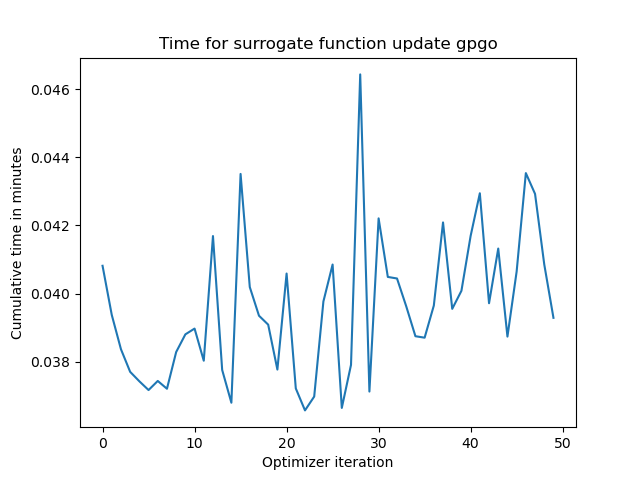 Time for surrogate function update gpgo
Cumulative time in minutes
0.046
0.044
0.042
0.040
0.038
0 10 20 30 40 50
Optimizer iteration